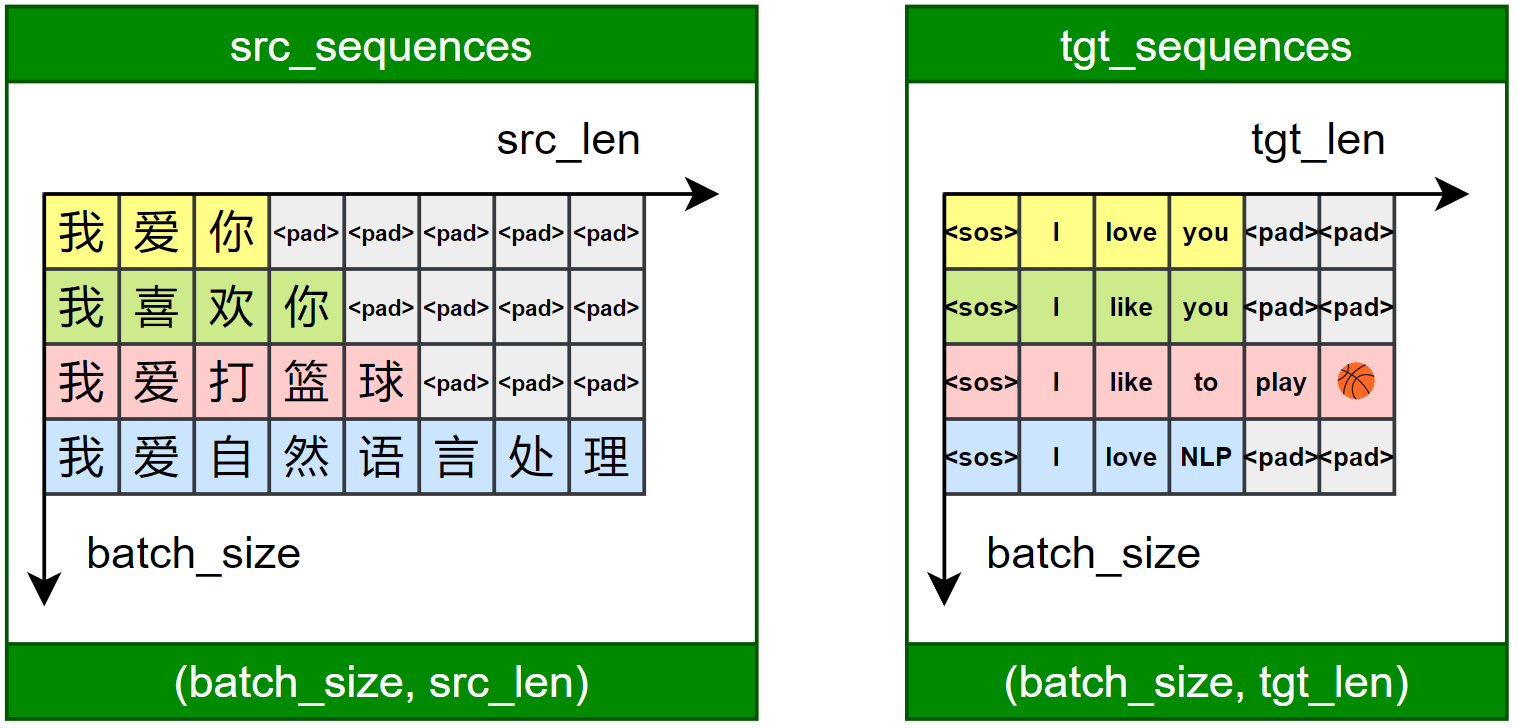 src_sequences
src_len
我 爱 你 <pad> <pad> <pad> <pad> <pad>
我 喜 欢 你 <pad> <pad> <pad> <pad>
我 爱 打 篮 球 <pad> <pad> <pad>
我 爱 自 然 语 言 处 理
batch_size
(batch_size, src_len)
tgt_sequences
tgt_len
<sos> I love you <pad> <pad>
<sos> I like you <pad> <pad>
<sos> I like to play 🏀
<sos> I love NLP <pad> <pad>
batch_size
(batch_size, tgt_len)